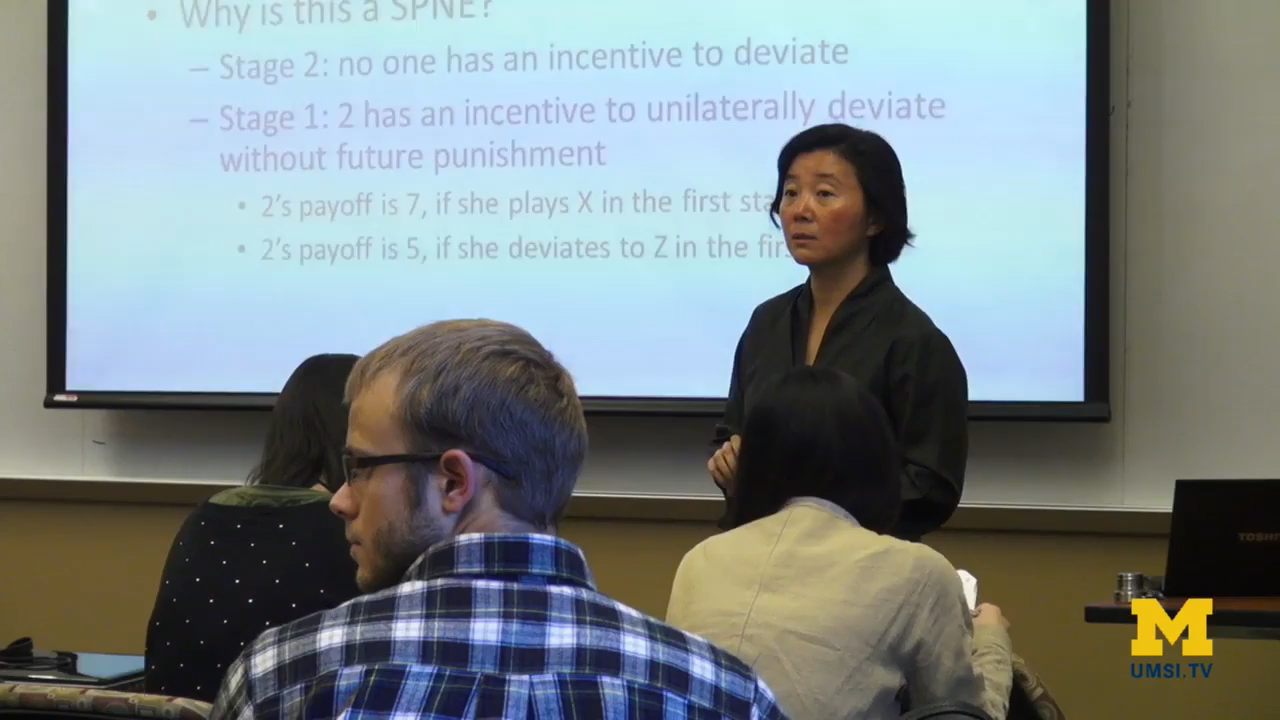 • Why is this a SPNE?
– Stage 2: no one has an incentive to deviate
– Stage 1: 2 has an incentive to unilaterally deviate
without future punishment
• 2's payoff is 7, if she plays X in the first
• 2's payoff is 5, if she deviates to Z in the
M
UMSI.TV